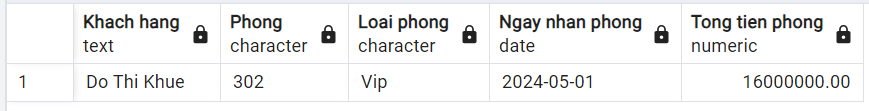 Khach hang Phong Loai phong Ngay nhan phong Tong tien phong
text character character date numeric
1 Do Thi Khue 302 Vip 2024-05-01 16000000.00